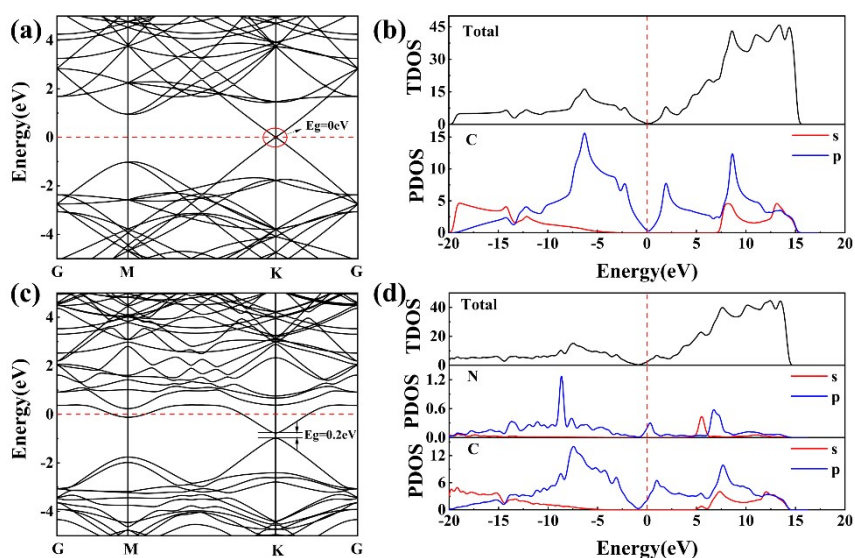 (a)
Energy(eV)
4
2
0
-2
-4
Eg=0eV
G M K G
(b)
Total
TDOS
45
30
15
0
C
s
p
PDOS
15
10
5
0
-20 -15 -10 -5 0 5 10 15 20
Energy(eV)
(c)
Energy(eV)
4
2
0
-2
-4
Eg=0.2eV
G M K G
(d)
Total
TDOS
40
20
0
N
s
p
PDOS
1.2
0.6
0.0
C
s
p
PDOS
12
6
0
-20 -15 -10 -5 0 5 10 15 20
Energy(eV)